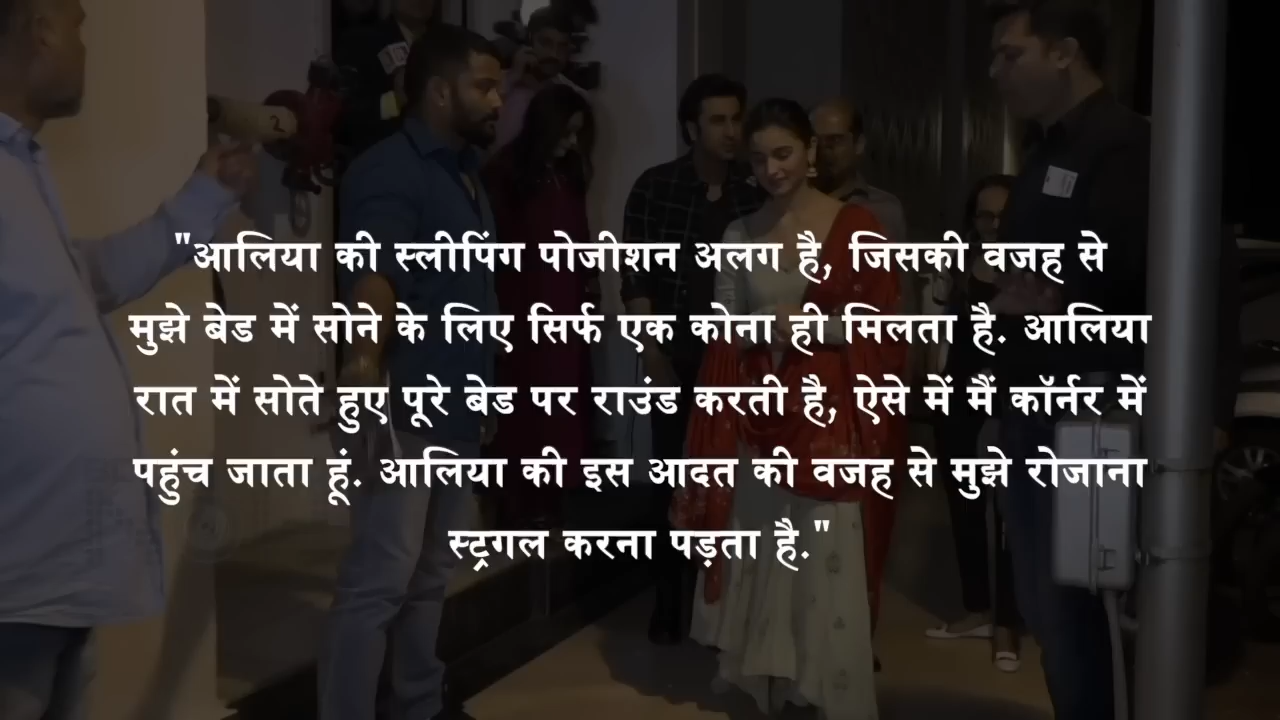 "आलिया की स्लीपिंग पोजीशन अलग है, जिसकी वजह से
मुझे बेड में सोने के लिए सिर्फ एक कोना ही मिलता है. आलिया
रात में सोते हुए पूरे बेड पर राउंड करती है, ऐसे में मैं कॉर्नर में
पहुंच जाता हूं. आलिया की इस आदत की वजह से मुझे रोजाना
स्ट्रगल करना पड़ता है."
2